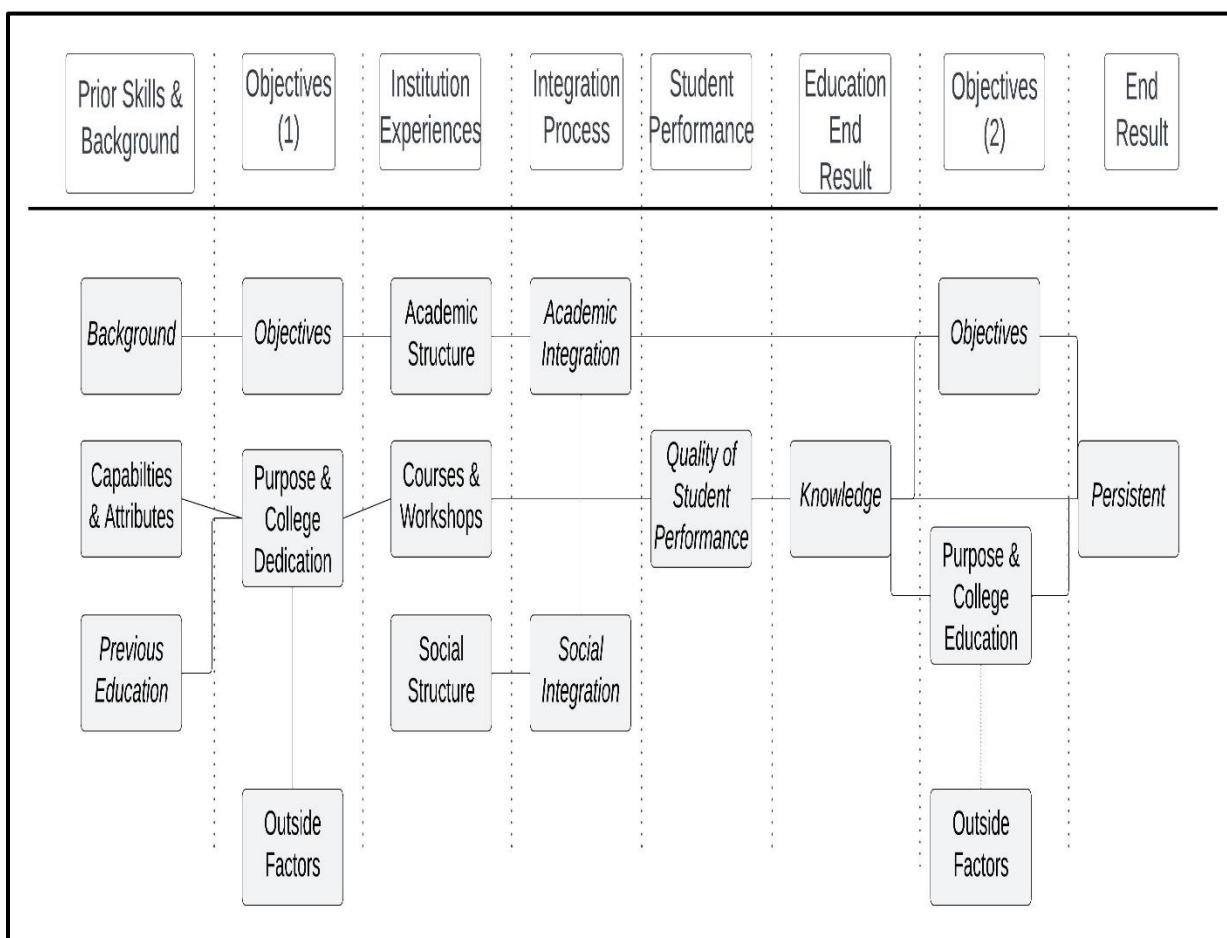 Prior Skills &
Background
Objectives
(1)
Institution
Experiences
Integration
Process
Student
Performance
Education
End
Result
Objectives
(2)
End
Result
Background
Objectives
Academic
Structure
Academic
Integration
Objectives
Capabilties
& Attributes
Purpose &
College
Dedication
Courses &
Workshops
Quality of
Student
Performance
Knowledge
Purpose &
College
Education
Persistent
Previous
Education
Social
Structure
Social
Integration
Outside
Factors
Outside
Factors